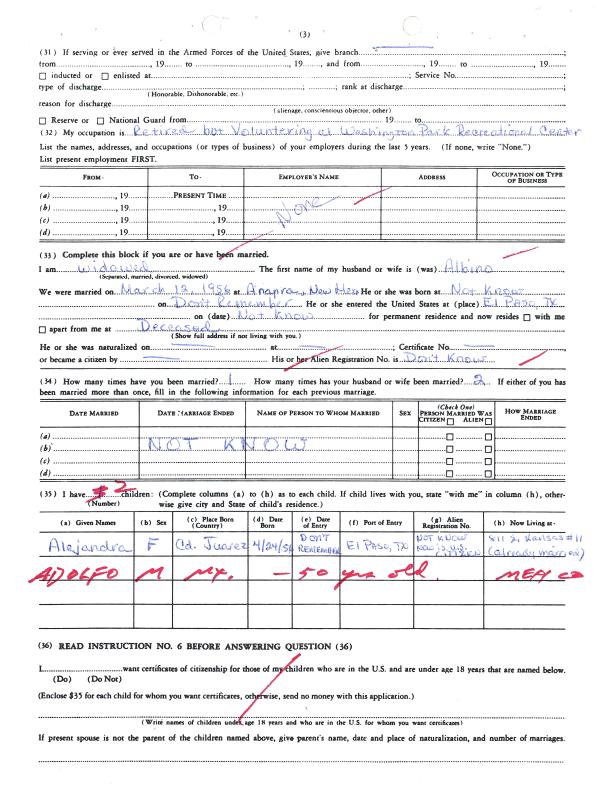 (3)
(31) If serving or ever served in the Armed Forces of the United States, give branch ;
from , 19 to , 19 , and from , 19 to , 19 ;
☐ inducted or ☐ enlisted at ; Service No. ;
type of discharge ; rank at discharge ;
(Honorable, Dishonorable, etc.)
reason for discharge
(alienage, conscientious objector, other)
☐ Reserve or ☐ National Guard from 19 to
(32) My occupation is Retired but Voluntering at Washington Park Recreational Center
List the names, addresses, and occupations (or types of business) of your employers during the last 5 years. (If none, write "None.")
List present employment FIRST.
FROM- TO- EMPLOYER'S NAME ADDRESS OCCUPATION OR TYPE OF BUSINESS
(a) , 19 PRESENT TIME
(b) , 19 , 19 None
(c) , 19 , 19
(d) , 19 , 19
(33) Complete this block if you are or have been married.
I am widowed The first name of my husband or wife is (was) Albino
(Separated, married, divorced, widowed)
We were married on March 12, 1956 at Anapra, New Mex He or she was born at Not Know
on Don't Remember He or she entered the United States at (place) El Paso, TX
on (date) Not Know for permanent residence and now resides ☐ with me
☐ apart from me at Deceased
(Show full address if not living with you.)
He or she was naturalized on at Certificate No.
or became a citizen by His or her Alien Registration No. is Don't Know
(34) How many times have you been married? 1 How many times has your husband or wife been married? 2 If either of you has
been married more than once, fill in the following information for each previous marriage.
DATE MARRIED DATE MARRIAGE ENDED NAME OF PERSON TO WHOM MARRIED SEX (Check One) PERSON MARRIED WAS CITIZEN ☐ ALIEN ☐ HOW MARRIAGE ENDED
(a) ☐ ☐
(b) NOT KNOW ☐ ☐
(c) ☐ ☐
(d) ☐ ☐
(35) I have 2 children: (Complete columns (a) to (h) as to each child. If child lives with you, state "with me" in column (h), other-
(Number) wise give city and State of child's residence.)
(a) Given Names (b) Sex (c) Place Born (Country) (d) Date Born (e) Date of Entry (f) Port of Entry (g) Alien Registration No. (h) Now Living at-
Alejandra F Cd. Juarez 4/24/56 DON'T REMEMBER El Paso, TX NOT KNOW Now is U.S. CITIZEN 811 2, Kansas #11 (already married)
ADOLFO M MX. - 50 yrs old. MEXICO
(36) READ INSTRUCTION NO. 6 BEFORE ANSWERING QUESTION (36)
I want certificates of citizenship for those of my children who are in the U.S. and are under age 18 years that are named below.
(Do) (Do Not)
(Enclose $35 for each child for whom you want certificates, otherwise, send no money with this application.)
(Write names of children under age 18 years and who are in the U.S. for whom you want certificates)
If present spouse is not the parent of the children named above, give parent's name, date and place of naturalization, and number of marriages.